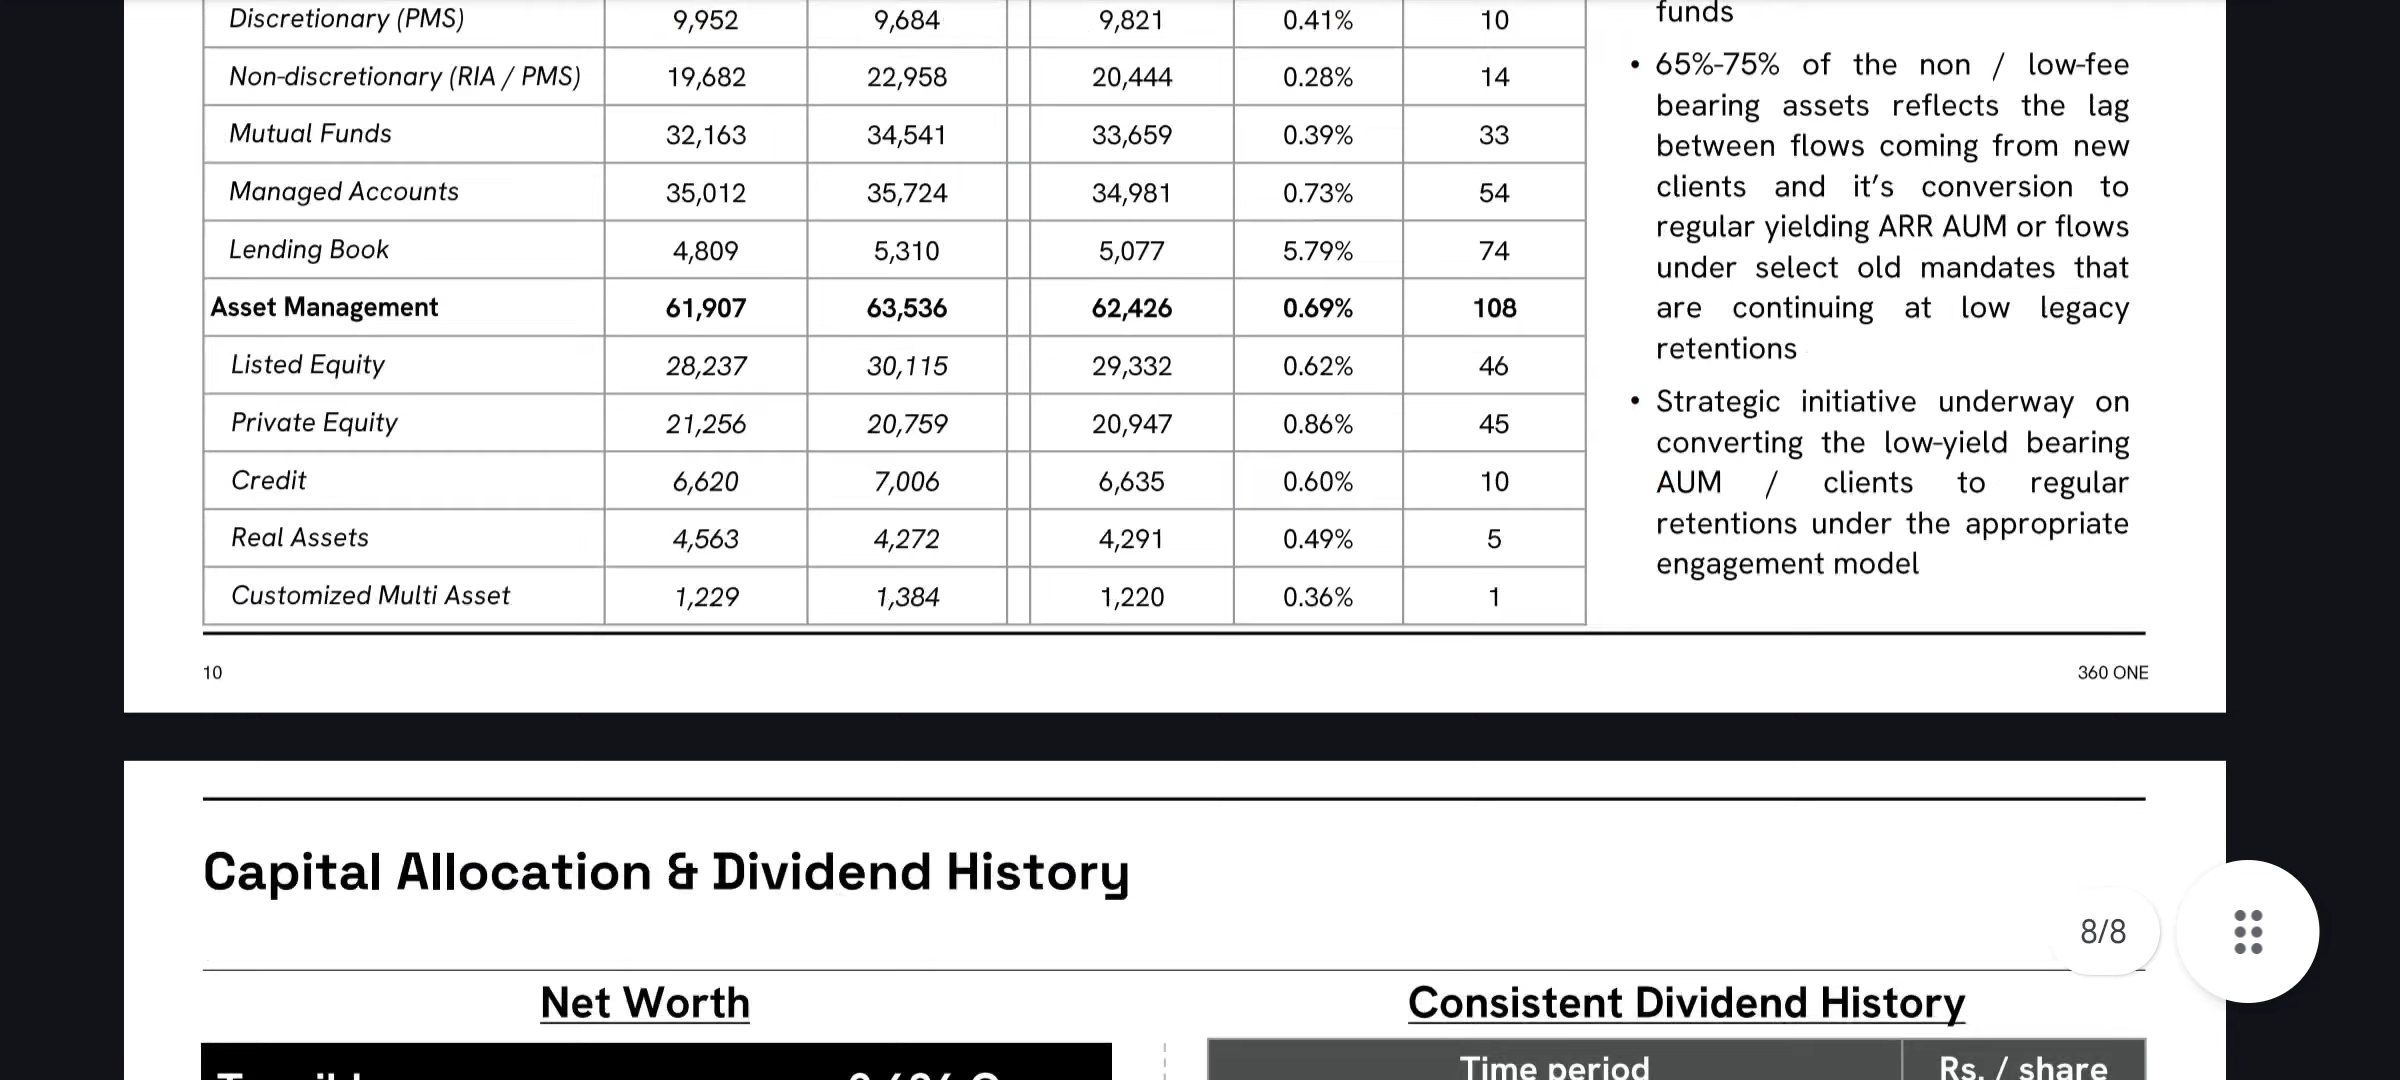 Discretionary (PMS) 9,952 9,684 9,821 0.41% 10
Non-discretionary (RIA / PMS) 19,682 22,958 20,444 0.28% 14
Mutual Funds 32,163 34,541 33,659 0.39% 33
Managed Accounts 35,012 35,724 34,981 0.73% 54
Lending Book 4,809 5,310 5,077 5.79% 74
Asset Management 61,907 63,536 62,426 0.69% 108
Listed Equity 28,237 30,115 29,332 0.62% 46
Private Equity 21,256 20,759 20,947 0.86% 45
Credit 6,620 7,006 6,635 0.60% 10
Real Assets 4,563 4,272 4,291 0.49% 5
Customized Multi Asset 1,229 1,384 1,220 0.36% 1
funds
• 65%-75% of the non / low-fee
bearing assets reflects the lag
between flows coming from new
clients and it's conversion to
regular yielding ARR AUM or flows
under select old mandates that
are continuing at low legacy
retentions
• Strategic initiative underway on
converting the low-yield bearing
AUM / clients to regular
retentions under the appropriate
engagement model
10
360 ONE
Capital Allocation & Dividend History
8/8
Net Worth
Consistent Dividend History
Time period Rs. / share